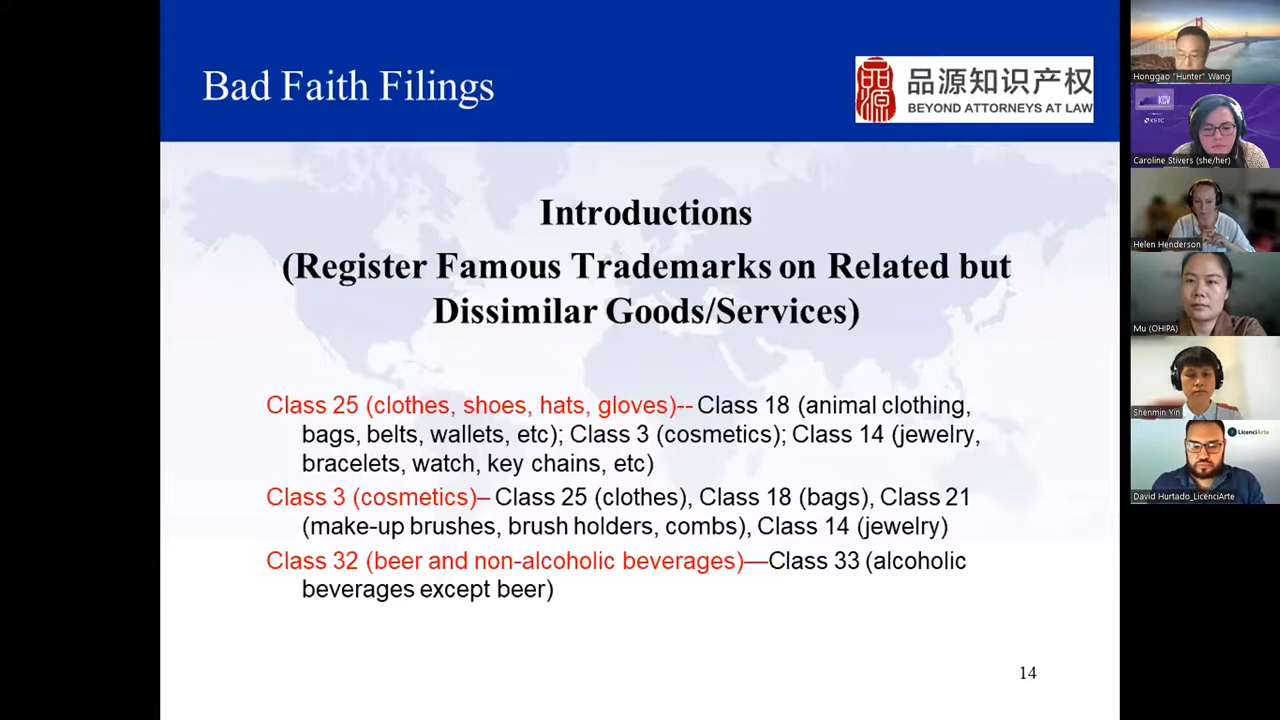 Bad Faith Filings
品源知识产权
BEYOND ATTORNEYS AT LAW
Introductions
(Register Famous Trademarks on Related but
Dissimilar Goods/Services)
Class 25 (clothes, shoes, hats, gloves)-- Class 18 (animal clothing,
bags, belts, wallets, etc); Class 3 (cosmetics); Class 14 (jewelry,
bracelets, watch, key chains, etc)
Class 3 (cosmetics)– Class 25 (clothes), Class 18 (bags), Class 21
(make-up brushes, brush holders, combs), Class 14 (jewelry)
Class 32 (beer and non-alcoholic beverages)—Class 33 (alcoholic
beverages except beer)
14
Honggao "Hunter" Wang
KCV
KSTC
Caroline Stivers (she/her)
Helen Henderson
Mu (OHIPA)
Shenmin Yin
LicenciArte
David Hurtado_LicenciArte